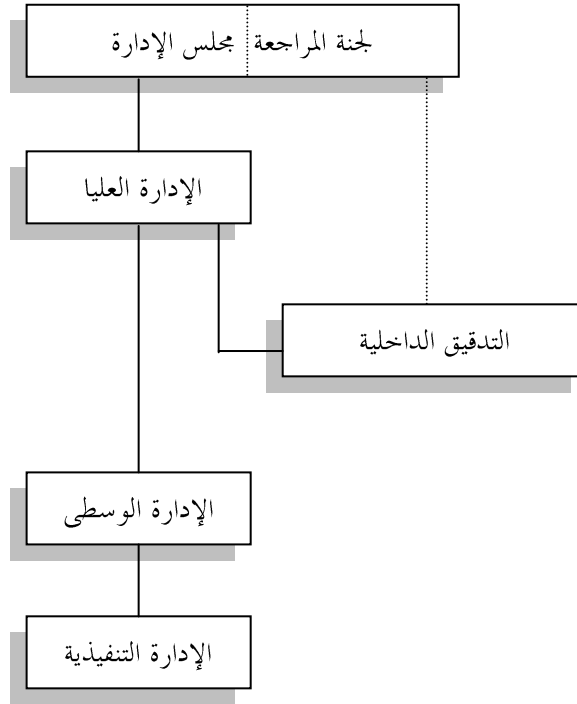 لجنة المراجعة
مجلس الإدارة
الإدارة العليا
التدقيق الداخلية
الإدارة الوسطى
الإدارة التنفيذية